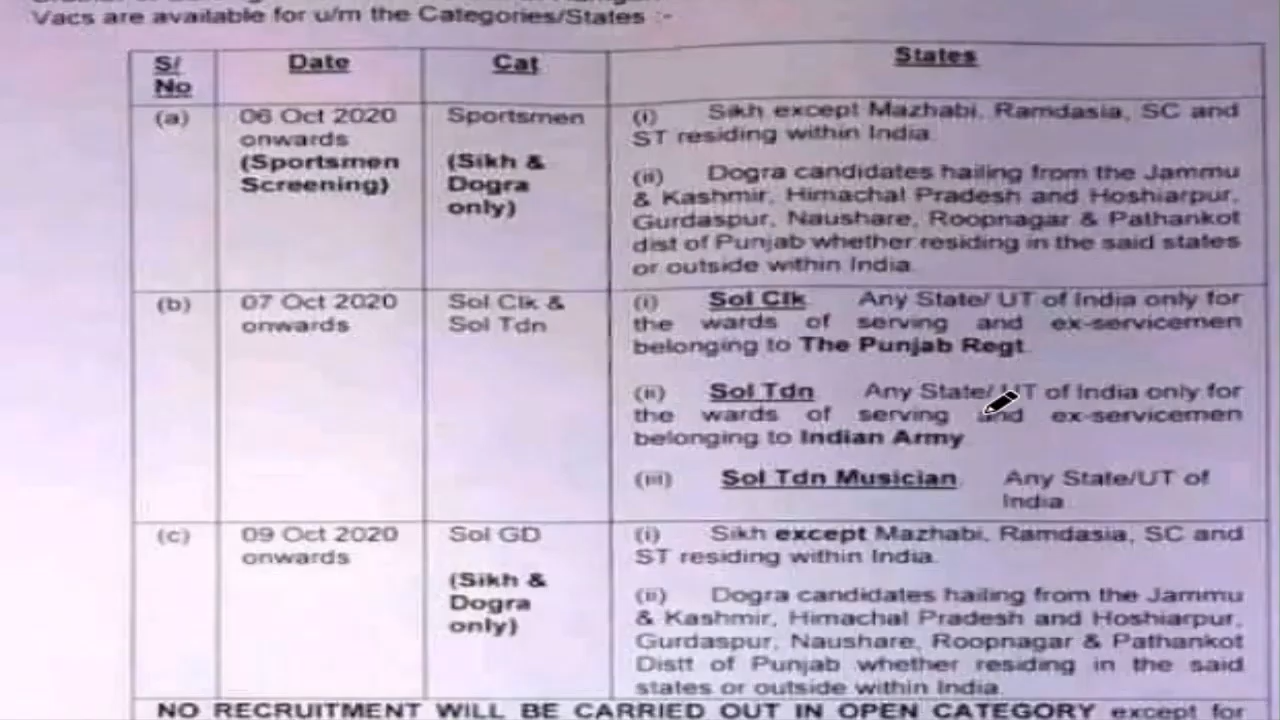 Vacs are available for u/m the Categories/States :-
S/ No
Date
Cat
States
(a)
06 Oct 2020
onwards
(Sportsmen
Screening)
Sportsmen
(Sikh &
Dogra
only)
(i) Sikh except Mazhabi, Ramdasia, SC and
ST residing within India.
(ii) Dogra candidates hailing from the Jammu
& Kashmir, Himachal Pradesh and Hoshiarpur,
Gurdaspur, Naushare, Roopnagar & Pathankot
dist of Punjab whether residing in the said states
or outside within India.
(b)
07 Oct 2020
onwards
Sol Clk &
Sol Tdn
(i) Sol Clk Any State/ UT of India only for
the wards of serving and ex-servicemen
belonging to The Punjab Regt.
(ii) Sol Tdn Any State/ UT of India only for
the wards of serving and ex-servicemen
belonging to Indian Army
(iii) Sol Tdn Musician Any State/UT of
India
(c)
09 Oct 2020
onwards
Sol GD
(Sikh &
Dogra
only)
(i) Sikh except Mazhabi, Ramdasia, SC and
ST residing within India.
(ii) Dogra candidates hailing from the Jammu
& Kashmir, Himachal Pradesh and Hoshiarpur,
Gurdaspur, Naushare, Roopnagar & Pathankot
Distt of Punjab whether residing in the said
states or outside within India.
NO RECRUITMENT WILL BE CARRIED OUT IN OPEN CATEGORY except for